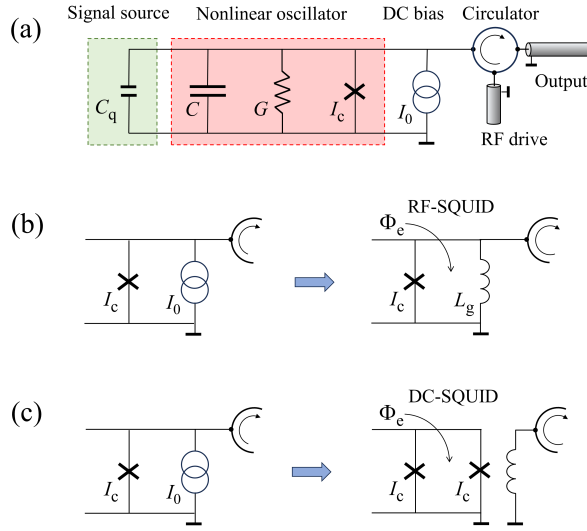 (a)
Signal source
Nonlinear oscillator
DC bias
Circulator
C_q
C
G
I_c
I_0
Output
RF drive
(b)
I_c
I_0
RF-SQUID
Φ_e
I_c
L_g
(c)
I_c
I_0
DC-SQUID
Φ_e
I_c
I_c